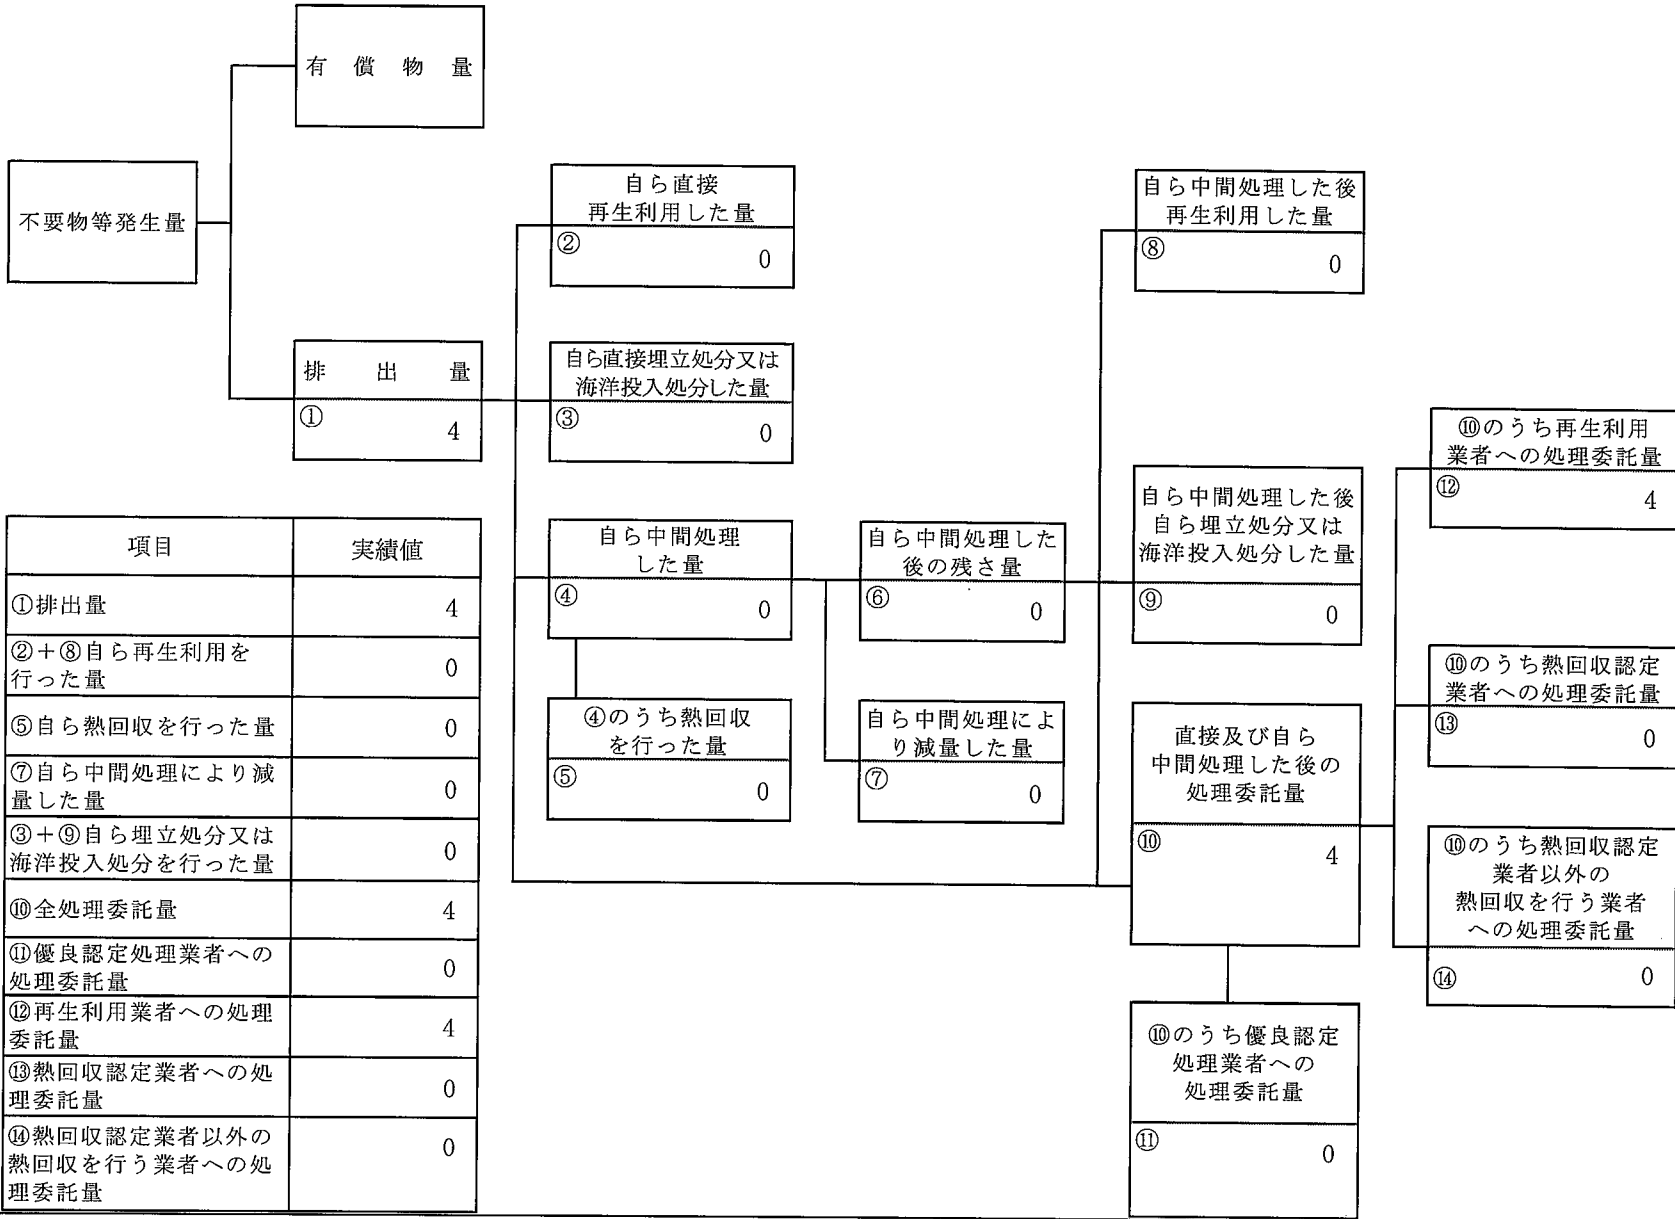 有償物量
不要物等発生量
排出量
①
4
自ら直接
再生利用した量
②
0
自ら直接埋立処分又は
海洋投入処分した量
③
0
自ら中間処理
した量
④
0
④のうち熱回収
を行った量
⑤
0
自ら中間処理した
後の残さ量
⑥
0
自ら中間処理によ
り減量した量
⑦
0
自ら中間処理した後
再生利用した量
⑧
0
自ら中間処理した後
自ら埋立処分又は
海洋投入処分した量
⑨
0
直接及び自ら
中間処理した後の
処理委託量
⑩
4
⑩のうち優良認定
処理業者への
処理委託量
⑪
0
⑩のうち再生利用
業者への処理委託量
⑫
4
⑩のうち熱回収認定
業者への処理委託量
⑬
0
⑩のうち熱回収認定
業者以外の
熱回収を行う業者
への処理委託量
⑭
0
項目 実績値
①排出量 4
②＋⑧自ら再生利用を
行った量 0
⑤自ら熱回収を行った量 0
⑦自ら中間処理により減
量した量 0
③＋⑨自ら埋立処分又は
海洋投入処分を行った量 0
⑩全処理委託量 4
⑪優良認定処理業者への
処理委託量 0
⑫再生利用業者への処理
委託量 4
⑬熱回収認定業者への処
理委託量 0
⑭熱回収認定業者以外の
熱回収を行う業者への処
理委託量 0